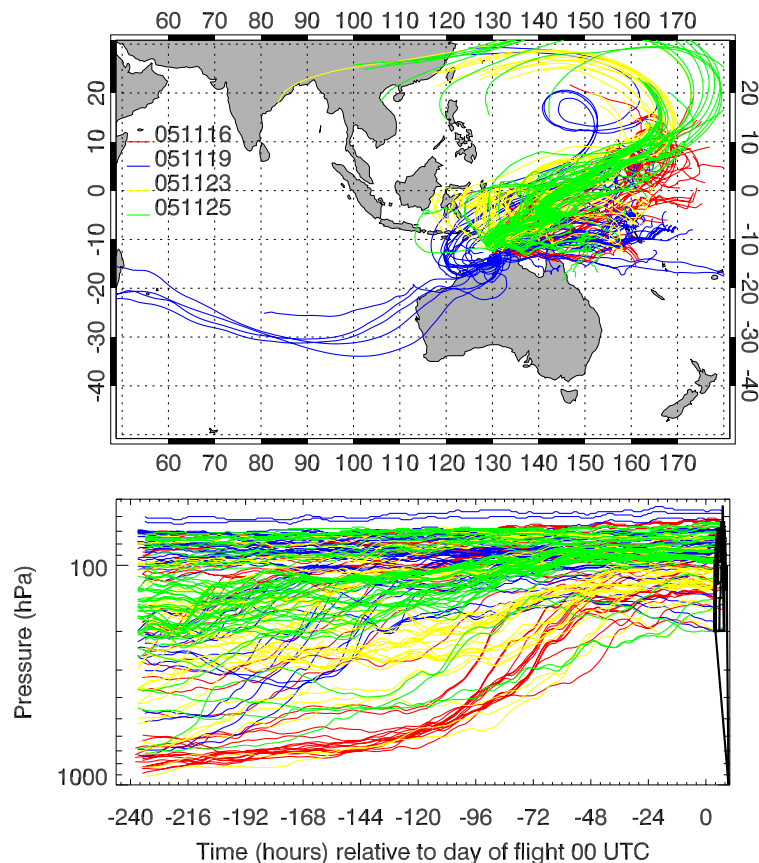 60 70 80 90 100 110 120 130 140 150 160 170
20 20
10 10
0 0
-10 -10
-20 -20
-30 -30
-40 -40
051116
051119
051123
051125
60 70 80 90 100 110 120 130 140 150 160 170
Pressure (hPa)
100
1000
-240 -216 -192 -168 -144 -120 -96 -72 -48 -24 0
Time (hours) relative to day of flight 00 UTC